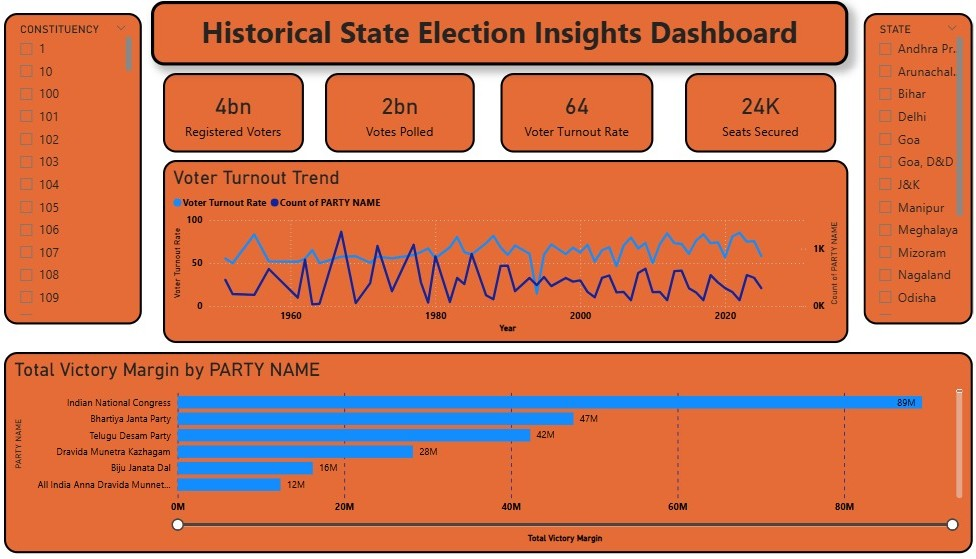 Historical State Election Insights Dashboard
CONSTITUENCY
1
10
100
101
102
103
104
105
106
107
108
109
4bn
Registered Voters
2bn
Votes Polled
64
Voter Turnout Rate
24K
Seats Secured
STATE
Andhra Pr...
Arunachal...
Bihar
Delhi
Goa
Goa, D&D
J&K
Manipur
Meghalaya
Mizoram
Nagaland
Odisha
Voter Turnout Trend
Voter Turnout Rate Count of PARTY NAME
Voter Turnout Rate
100
50
0
1960 1980 2000 2020
Year
1K
0K
Count of PARTY NAME
Total Victory Margin by PARTY NAME
PARTY NAME
Indian National Congress 89M
Bhartiya Janta Party 47M
Telugu Desam Party 42M
Dravida Munetra Kazhagam 28M
Biju Janata Dal 16M
All India Anna Dravida Munnet... 12M
0M 20M 40M 60M 80M
Total Victory Margin